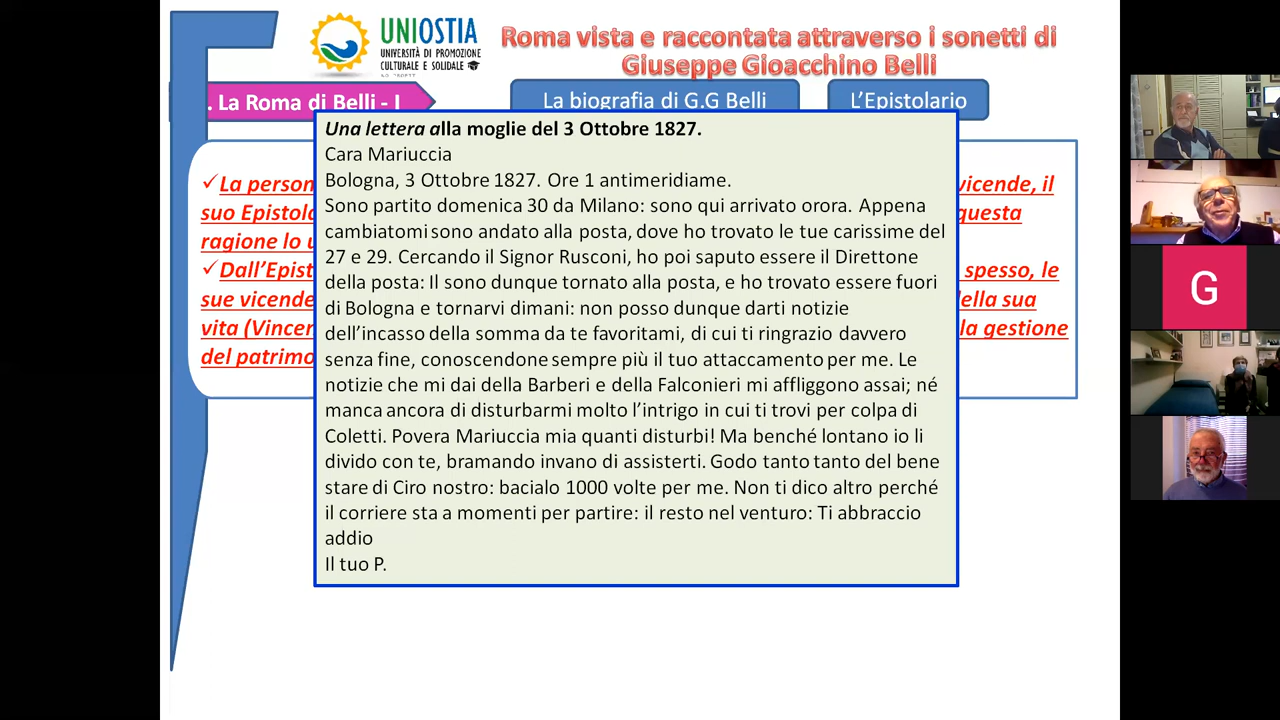 UNIOSTIA
UNIVERSITÀ DI PROMOZIONE
CULTURALE E SOLIDALE
Roma vista e raccontata attraverso i sonetti di
Giuseppe Gioacchino Belli
. La Roma di Belli - I
La biografia di G.G Belli
L'Epistolario
✓La person
suo Epistola
ragione lo u
✓Dall'Epist
sue vicende
vita (Vincen
del patrimo
vicende, il
questa
spesso, le
della sua
la gestione
Una lettera alla moglie del 3 Ottobre 1827.
Cara Mariuccia
Bologna, 3 Ottobre 1827. Ore 1 antimeridiame.
Sono partito domenica 30 da Milano: sono qui arrivato orora. Appena
cambiatomi sono andato alla posta, dove ho trovato le tue carissime del
27 e 29. Cercando il Signor Rusconi, ho poi saputo essere il Direttone
della posta: Il sono dunque tornato alla posta, e ho trovato essere fuori
di Bologna e tornarvi dimani: non posso dunque darti notizie
dell'incasso della somma da te favoritami, di cui ti ringrazio davvero
senza fine, conoscendone sempre più il tuo attaccamento per me. Le
notizie che mi dai della Barberi e della Falconieri mi affliggono assai; né
manca ancora di disturbarmi molto l'intrigo in cui ti trovi per colpa di
Coletti. Povera Mariuccia mia quanti disturbi! Ma benché lontano io li
divido con te, bramando invano di assisterti. Godo tanto tanto del bene
stare di Ciro nostro: bacialo 1000 volte per me. Non ti dico altro perché
il corriere sta a momenti per partire: il resto nel venturo: Ti abbraccio
addio
Il tuo P.
G